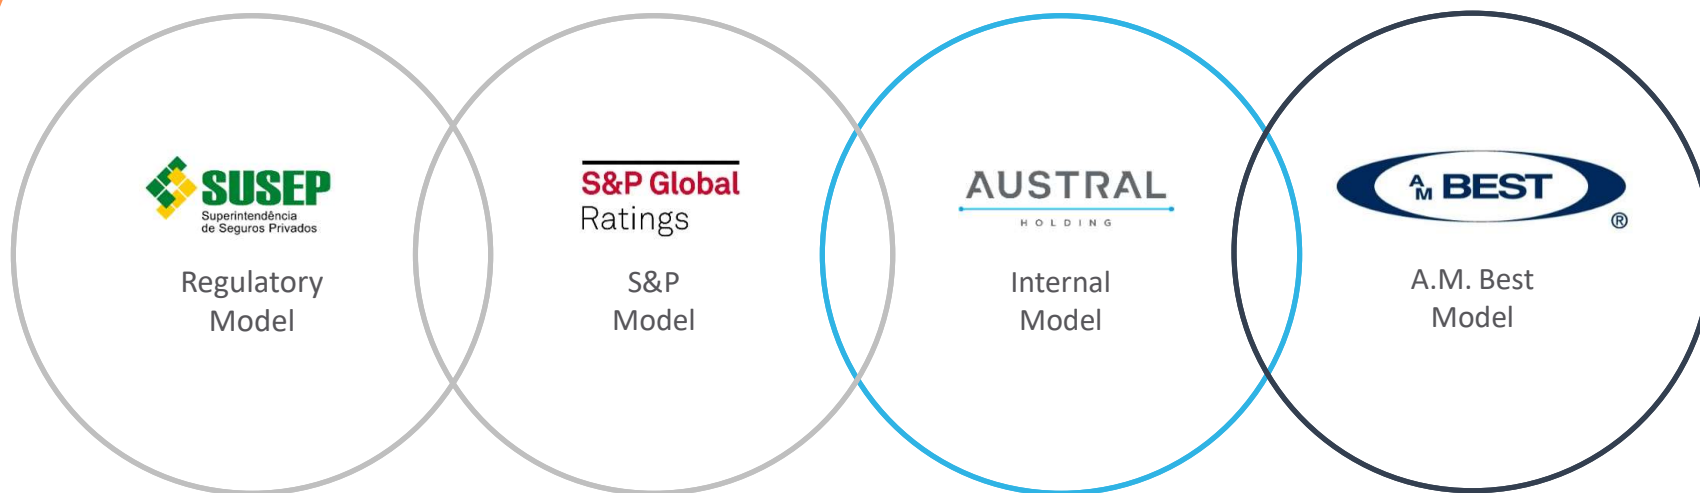 SUSEP
Superintendência
de Seguros Privados
Regulatory
Model
S&P Global
Ratings
S&P
Model
AUSTRAL
HOLDING
Internal
Model
AM BEST
®
A.M. Best
Model